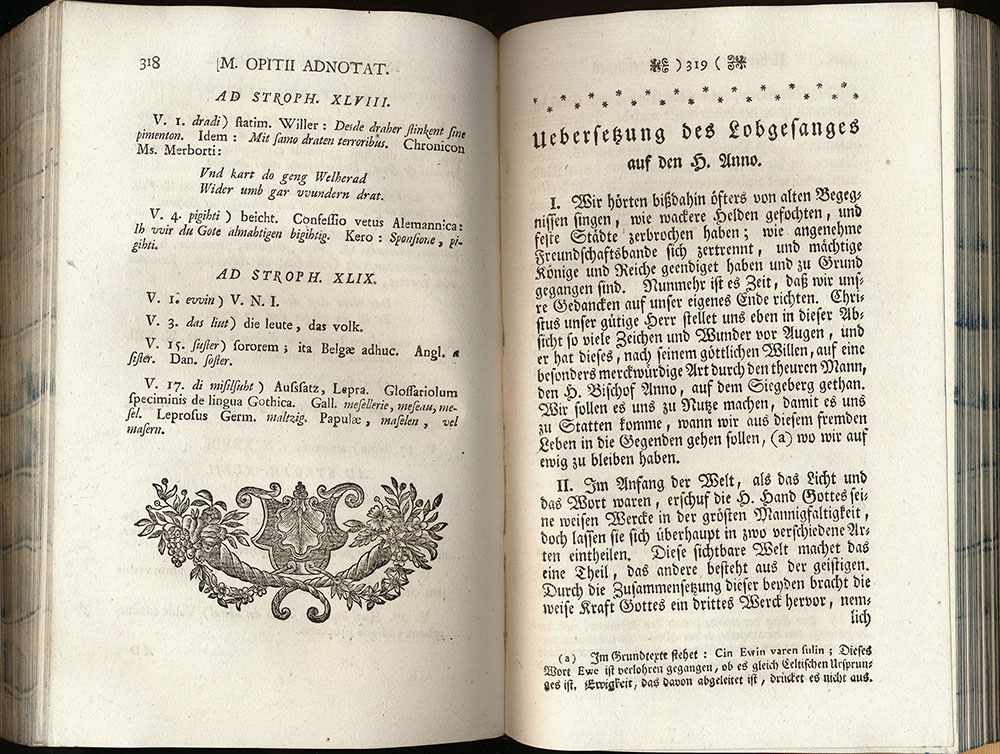 318 [M. OPITII ADNOTAT.
AD STROPH. XLVIII.
V. 1. dradi) ſtatim. Willer: Desde draher ſtinkent ſine
pimenton. Idem: Mit ſamo draten terroribus. Chronicon
Ms. Merborti:
Vnd kart do geng Welherad
Wider umb gar vvundern drat.
V. 4. pigihti) beicht. Confeſſio vetus Alemannica:
Ih vvir du Gote almahtigen bigihtig. Kero: Sponſione, pi-
gihti.
AD STROPH. XLIX.
V. 1. evvin) V. N. I.
V. 3. das liut) die leute, das volk.
V. 15. ſuſter) ſororem; ita Belgæ adhuc. Angl. a
ſiſter. Dan. ſoſter.
V. 17. di miſilſuht) Auſsſatz, Lepra. Gloſſariolum
ſpeciminis de lingua Gothica. Gall. meſellerie, meſeau, me-
ſel. Leproſus Germ. maltzig. Papulæ, maſelen, vel
maſern.
)319(
Ueberſetzung des Lobgeſanges
auf den H. Anno.
I. Wir hörten bißdahin öfters von alten Begeg-
niſſen ſingen, wie wackere Helden gefochten, und
feſte Städte zerbrochen haben; wie angenehme
Freundſchaftsbande ſich zertrennt, und mächtige
Könige und Reiche geendiget haben und zu Grund
gegangen ſind. Nunmehr iſt es Zeit, daß wir unſ-
re Gedancken auf unſer eigenes Ende richten. Chri-
ſtus unſer gütige Herr ſtellet uns eben in dieſer Ab-
ſicht ſo viele Zeichen und Wunder vor Augen, und
er hat dieſes, nach ſeinem göttlichen Willen, auf eine
beſonders merckwürdige Art durch den theuren Mann,
den H. Biſchof Anno, auf dem Siegeberg gethan.
Wir ſollen es uns zu Nutze machen, damit es uns
zu Statten komme, wann wir aus dieſem fremden
Leben in die Gegenden gehen ſollen, (a) wo wir auf
ewig zu bleiben haben.
II. Im Anfang der Welt, als das Licht und
das Wort waren, erſchuf die H. Hand Gottes ſei-
ne weiſen Wercke in der gröſten Mannigfaltigkeit,
doch laſſen ſie ſich überhaupt in zwo verſchiedene Ar-
ten eintheilen. Dieſe ſichtbare Welt machet das
eine Theil, das andere beſteht aus der geiſtigen.
Durch die Zuſammenſetzung dieſer beyden bracht die
weiſe Kraft Gottes ein drittes Werck hervor, nem-
lich
(a) Im Grundtexte ſtehet: Cin Ewin varen ſulin; Dieſes
Wort Ewe iſt verlohren gegangen, ob es gleich Celtiſchen Urſprun-
ges iſt. Ewigkeit, das davon abgeleitet iſt, drücket es nicht aus.